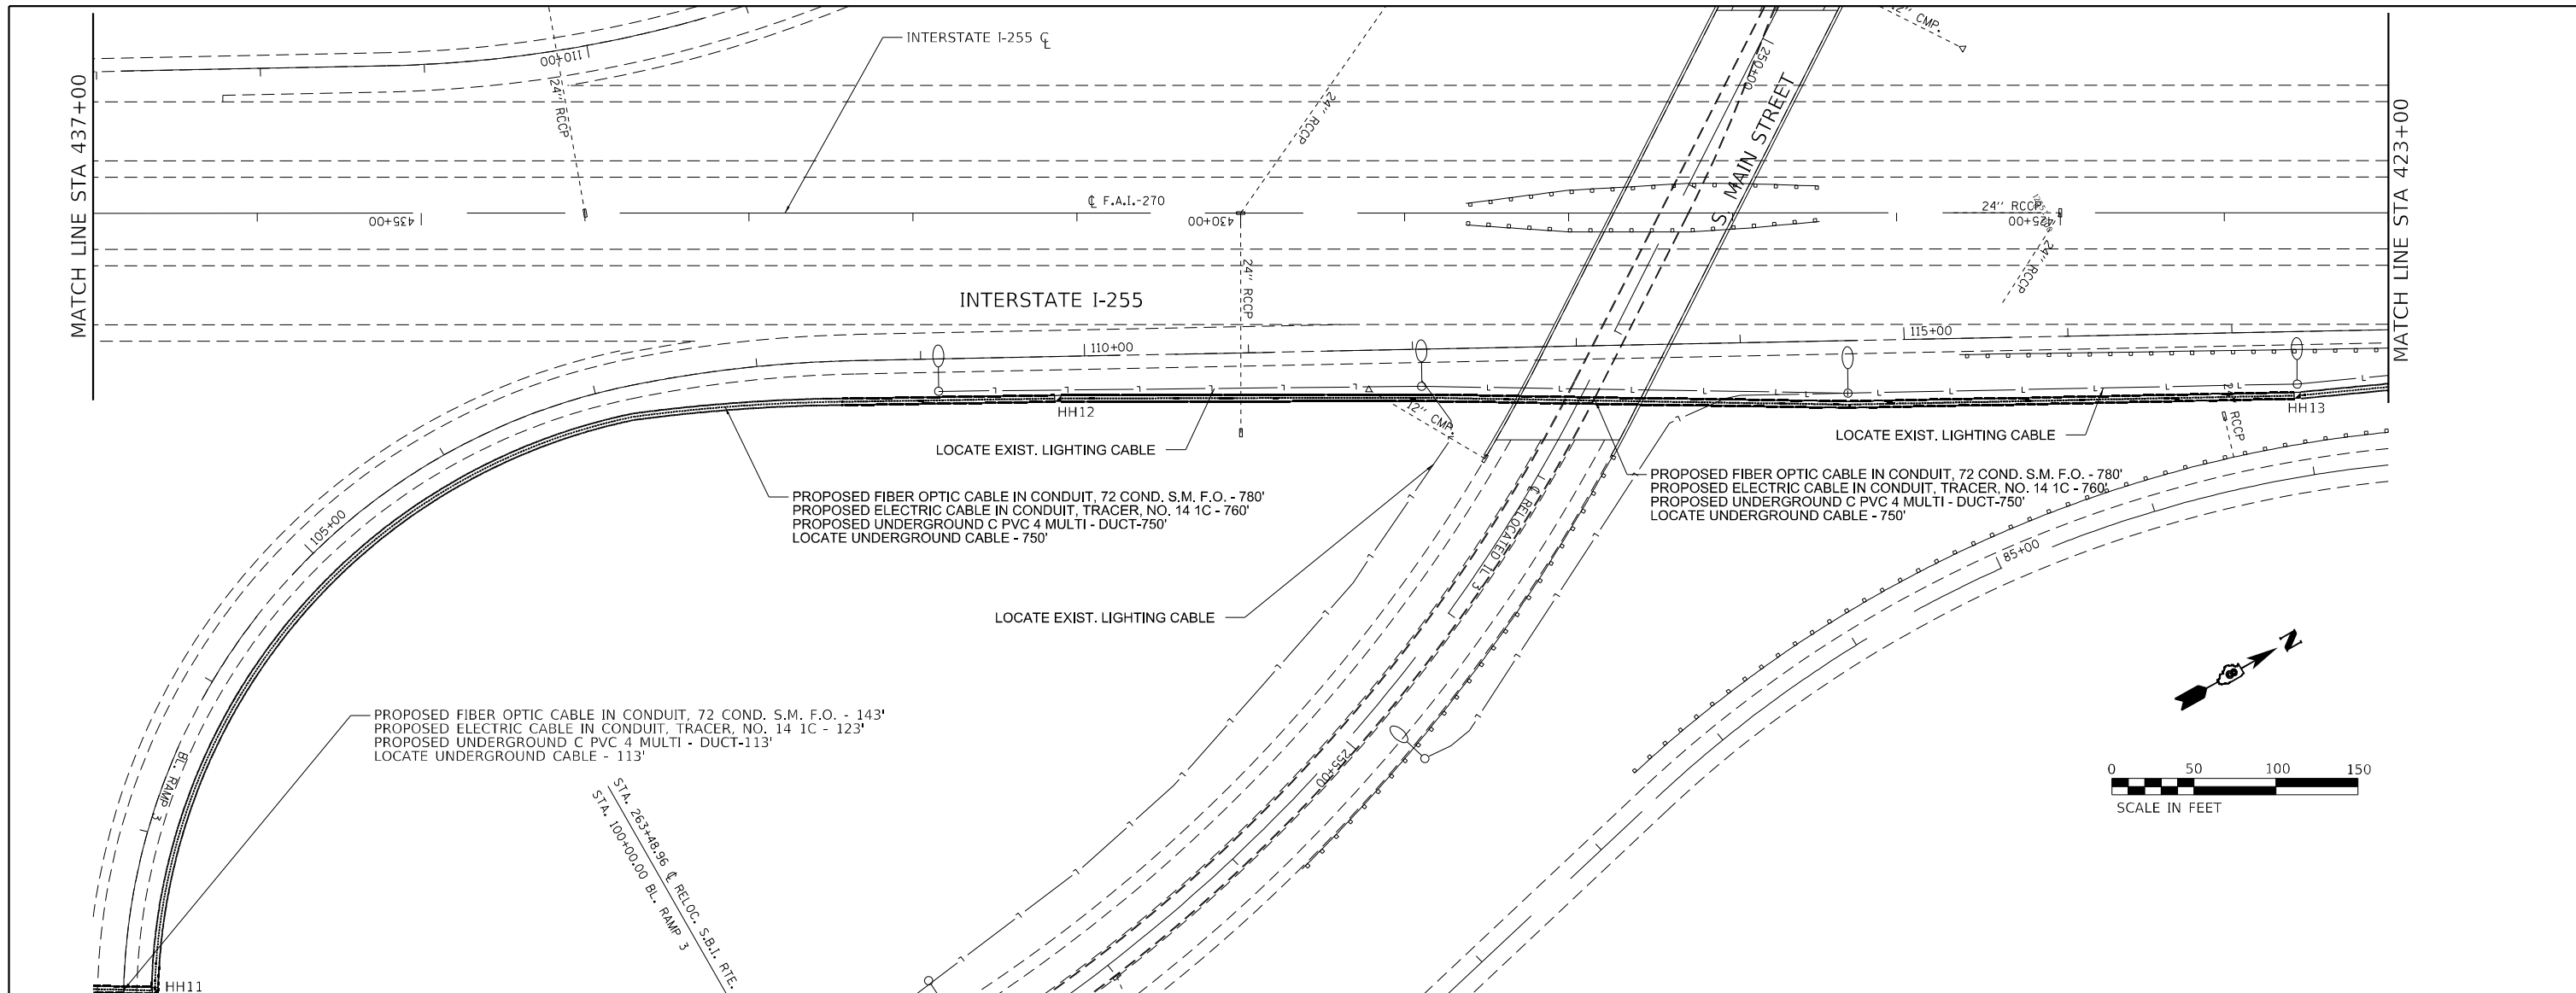 INTERSTATE I-255 ℄
12" CMP.
110+00
24" RCCP
24" RCCP
250+00
S. MAIN STREET
MATCH LINE STA 437+00
MATCH LINE STA 423+00
℄ F.A.I.-270
435+00
430+00
24" RCCP
425+00
24" RCCP
24" RCCP
INTERSTATE I-255
110+00
115+00
HH12
HH13
12" CMP.
RCCP
LOCATE EXIST. LIGHTING CABLE
LOCATE EXIST. LIGHTING CABLE
PROPOSED FIBER OPTIC CABLE IN CONDUIT, 72 COND. S.M. F.O. - 780'
PROPOSED ELECTRIC CABLE IN CONDUIT, TRACER, NO. 14 1C - 760'
PROPOSED UNDERGROUND C PVC 4 MULTI - DUCT-750'
LOCATE UNDERGROUND CABLE - 750'
PROPOSED FIBER OPTIC CABLE IN CONDUIT, 72 COND. S.M. F.O. - 780'
PROPOSED ELECTRIC CABLE IN CONDUIT, TRACER, NO. 14 1C - 760'
PROPOSED UNDERGROUND C PVC 4 MULTI - DUCT-750'
LOCATE UNDERGROUND CABLE - 750'
105+00
℄ RELOCATED IL 3
85+00
LOCATE EXIST. LIGHTING CABLE
N
PROPOSED FIBER OPTIC CABLE IN CONDUIT, 72 COND. S.M. F.O. - 143'
PROPOSED ELECTRIC CABLE IN CONDUIT, TRACER, NO. 14 1C - 123'
PROPOSED UNDERGROUND C PVC 4 MULTI - DUCT-113'
LOCATE UNDERGROUND CABLE - 113'
BL. RAMP 3
255+00
STA. 263+48.96 ℄ RELOC. S.B.I. RTE.
STA. 100+00.00 BL. RAMP 3
0 50 100 150
SCALE IN FEET
HH11